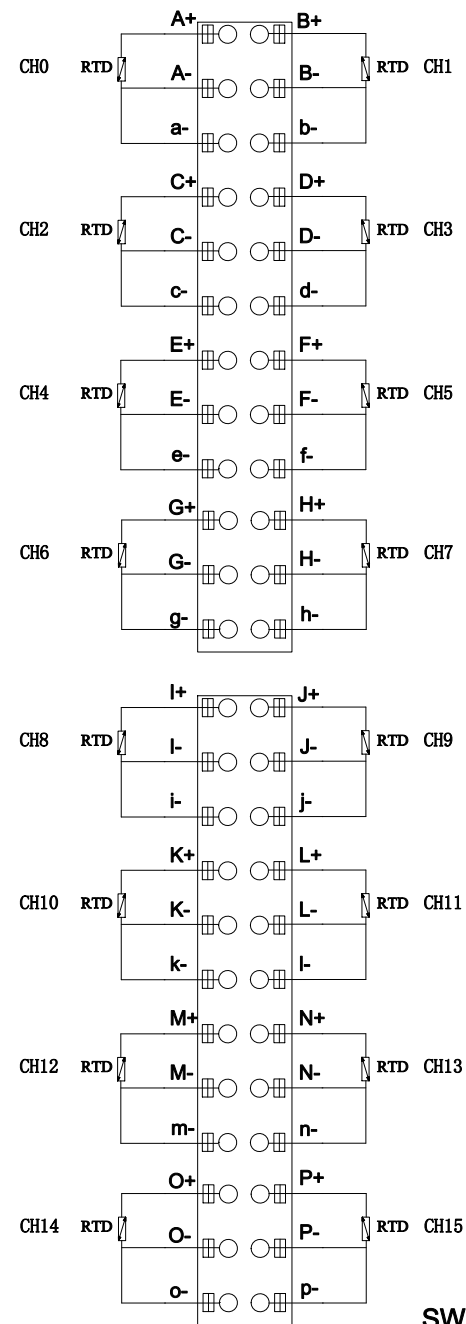 A+ B+
CH0 RTD RTD CH1
A- B-
a- b-
C+ D+
CH2 RTD RTD CH3
C- D-
c- d-
E+ F+
CH4 RTD RTD CH5
E- F-
e- f-
G+ H+
CH6 RTD RTD CH7
G- H-
g- h-
I+ J+
CH8 RTD RTD CH9
I- J-
i- j-
K+ L+
CH10 RTD RTD CH11
K- L-
k- l-
M+ N+
CH12 RTD RTD CH13
M- N-
m- n-
O+ P+
CH14 RTD RTD CH15
O- P-
o- p-
SW